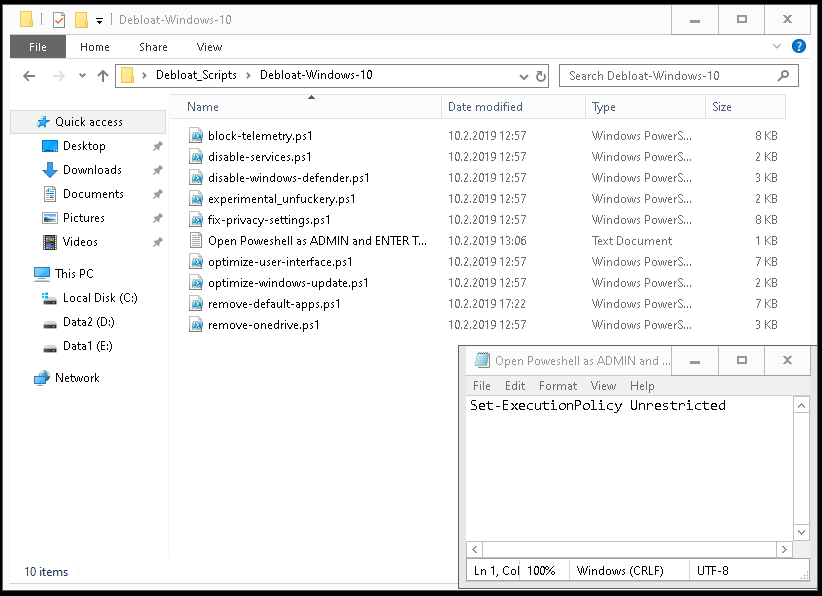 Debloat-Windows-10
File Home Share View
Debloat_Scripts Debloat-Windows-10
Search Debloat-Windows-10
Name Date modified Type Size
Quick access
Desktop
Downloads
Documents
Pictures
Videos
This PC
Local Disk (C:)
Data2 (D:)
Data1 (E:)
Network
block-telemetry.ps1 10.2.2019 12:57 Windows PowerS... 8 KB
disable-services.ps1 10.2.2019 12:57 Windows PowerS... 2 KB
disable-windows-defender.ps1 10.2.2019 12:57 Windows PowerS... 3 KB
experimental_unfuckery.ps1 10.2.2019 12:57 Windows PowerS... 2 KB
fix-privacy-settings.ps1 10.2.2019 12:57 Windows PowerS... 8 KB
Open Poweshell as ADMIN and ENTER T... 10.2.2019 13:06 Text Document 1 KB
optimize-user-interface.ps1 10.2.2019 12:57 Windows PowerS... 7 KB
optimize-windows-update.ps1 10.2.2019 12:57 Windows PowerS... 2 KB
remove-default-apps.ps1 10.2.2019 17:22 Windows PowerS... 7 KB
remove-onedrive.ps1 10.2.2019 12:57 Windows PowerS... 3 KB
10 items
Open Poweshell as ADMIN and ...
File Edit Format View Help
Set-ExecutionPolicy Unrestricted
Ln 1, Col 100% Windows (CRLF) UTF-8